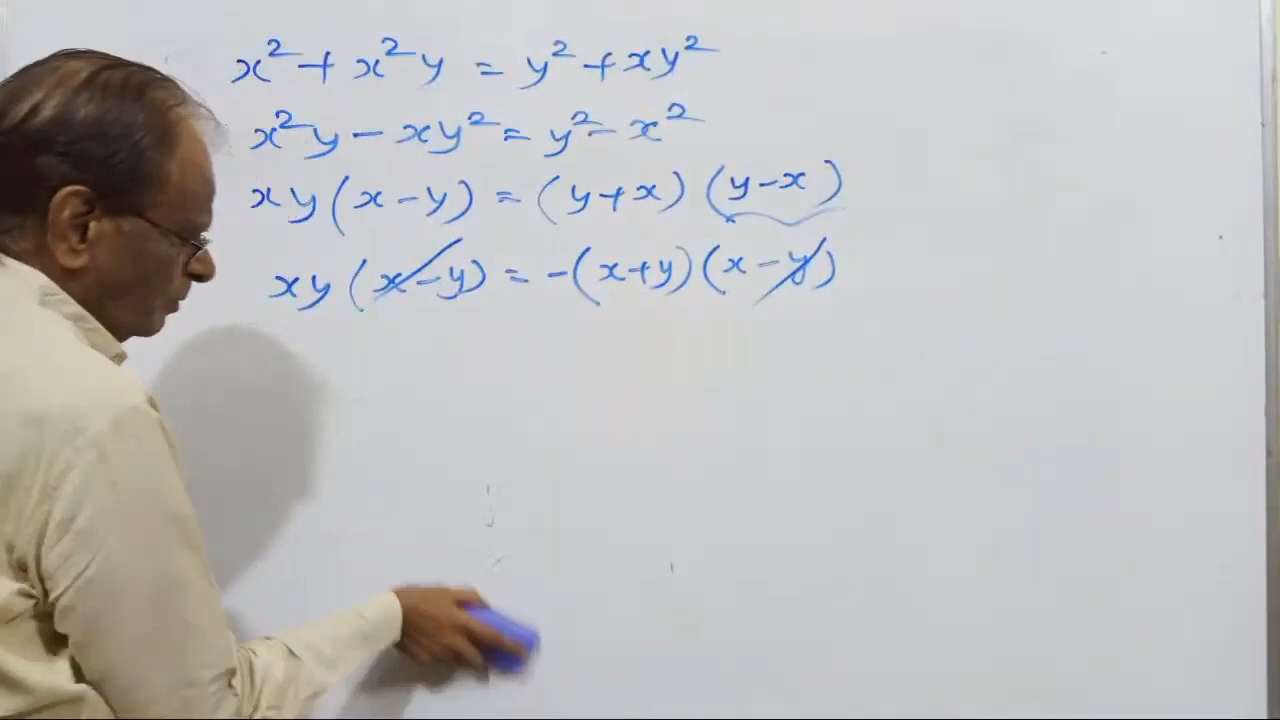 x² + x²y = y² + xy²
x²y - xy² = y² - x²
xy(x-y) = (y+x)(y-x)
xy(x-y) = -(x+y)(x-y)